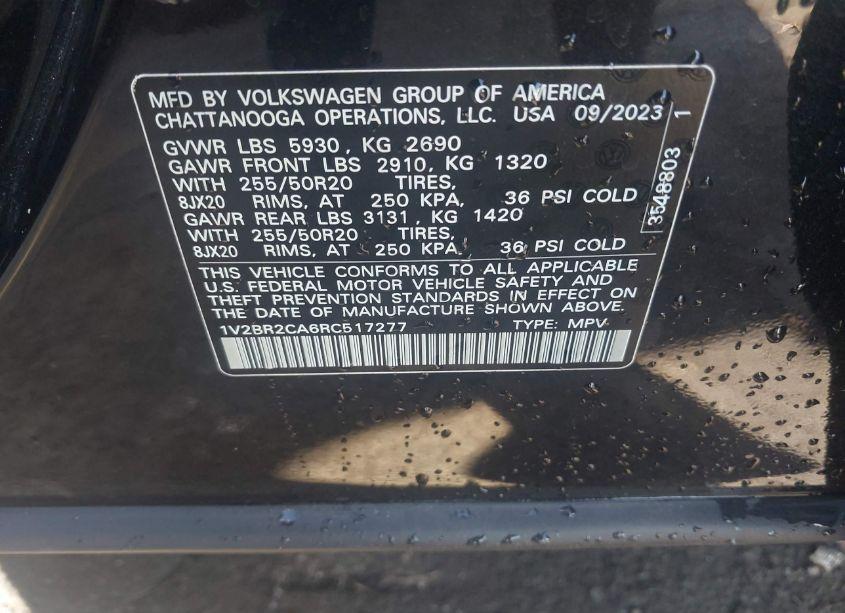 MFD BY VOLKSWAGEN GROUP OF AMERICA
CHATTANOOGA OPERATIONS, LLC. USA 09/2023
GVWR LBS 5930, KG 2690
GAWR FRONT LBS 2910, KG 1320
WITH 255/50R20 TIRES,
8JX20 RIMS, AT 250 KPA, 36 PSI COLD
GAWR REAR LBS 3131, KG 1420
WITH 255/50R20 TIRES,
8JX20 RIMS, AT 250 KPA, 36 PSI COLD
THIS VEHICLE CONFORMS TO ALL APPLICABLE
U.S. FEDERAL MOTOR VEHICLE SAFETY AND
THEFT PREVENTION STANDARDS IN EFFECT ON
THE DATE OF MANUFACTURE SHOWN ABOVE.
1V2BR2CA6RC517277 TYPE: MPV
3548803 1